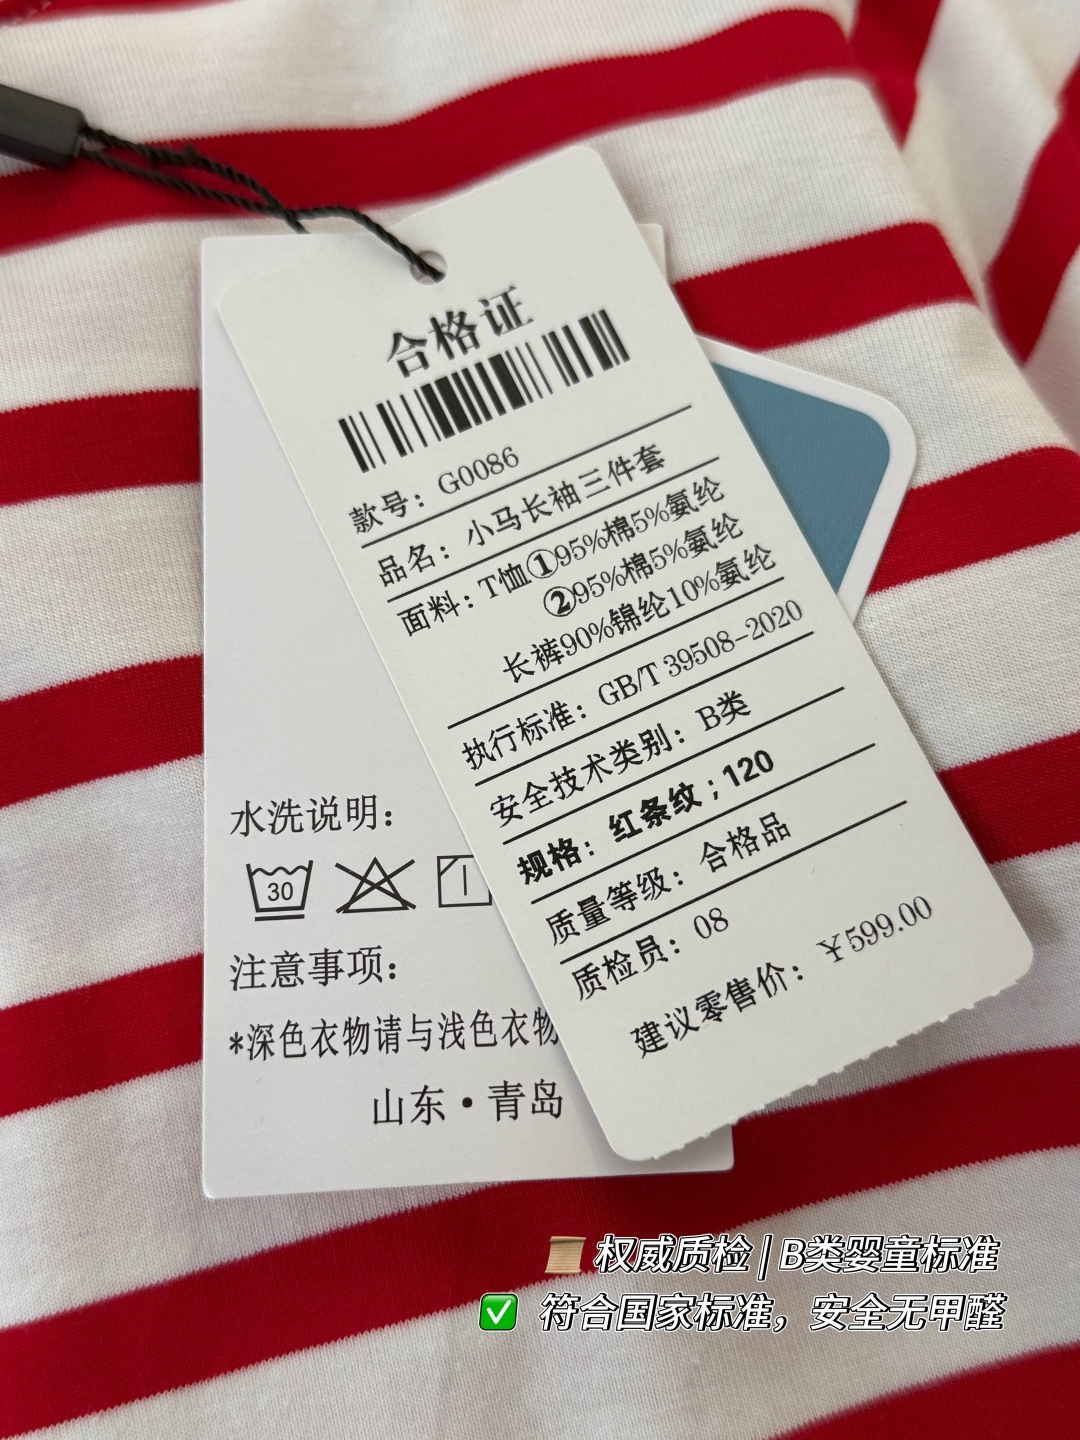 合格证
款号：G0086
品名：小马长袖三件套
面料：T恤①95%棉5%氨纶
②95%棉5%氨纶
长裤90%锦纶10%氨纶
执行标准：GB/T 39508-2020
安全技术类别：B类
规格：红条纹；120
质量等级：合格品
质检员：08
建议零售价：￥599.00
水洗说明：
30
注意事项：
*深色衣物请与浅色衣物
山东·青岛
📜 权威质检 | B类婴童标准
✅ 符合国家标准，安全无甲醛